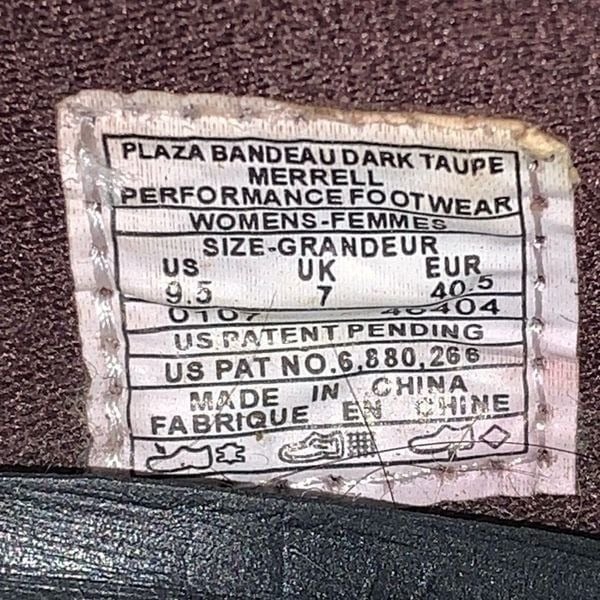 PLAZA BANDEAU DARK TAUPE
MERRELL
PERFORMANCE FOOTWEAR
WOMENS-FEMMES
SIZE-GRANDEUR
US UK EUR
9.5 7 40.5
0107
US PATENT PENDING
US PAT NO.6,880,266
MADE IN CHINA
FABRIQUE EN CHINE